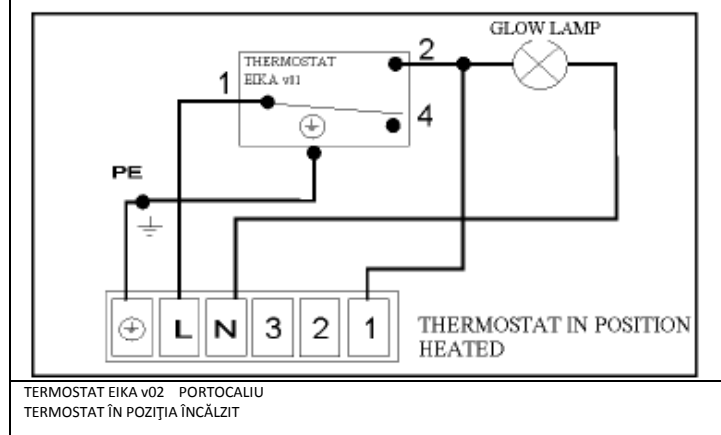 GLOW LAMP
THERMOSTAT
EIKA v01
2
1
4
PE
L N 3 2 1
THERMOSTAT IN POSITION
HEATED
TERMOSTAT EIKA v02 PORTOCALIU
TERMOSTAT ÎN POZIŢIA ÎNCĂLZIT